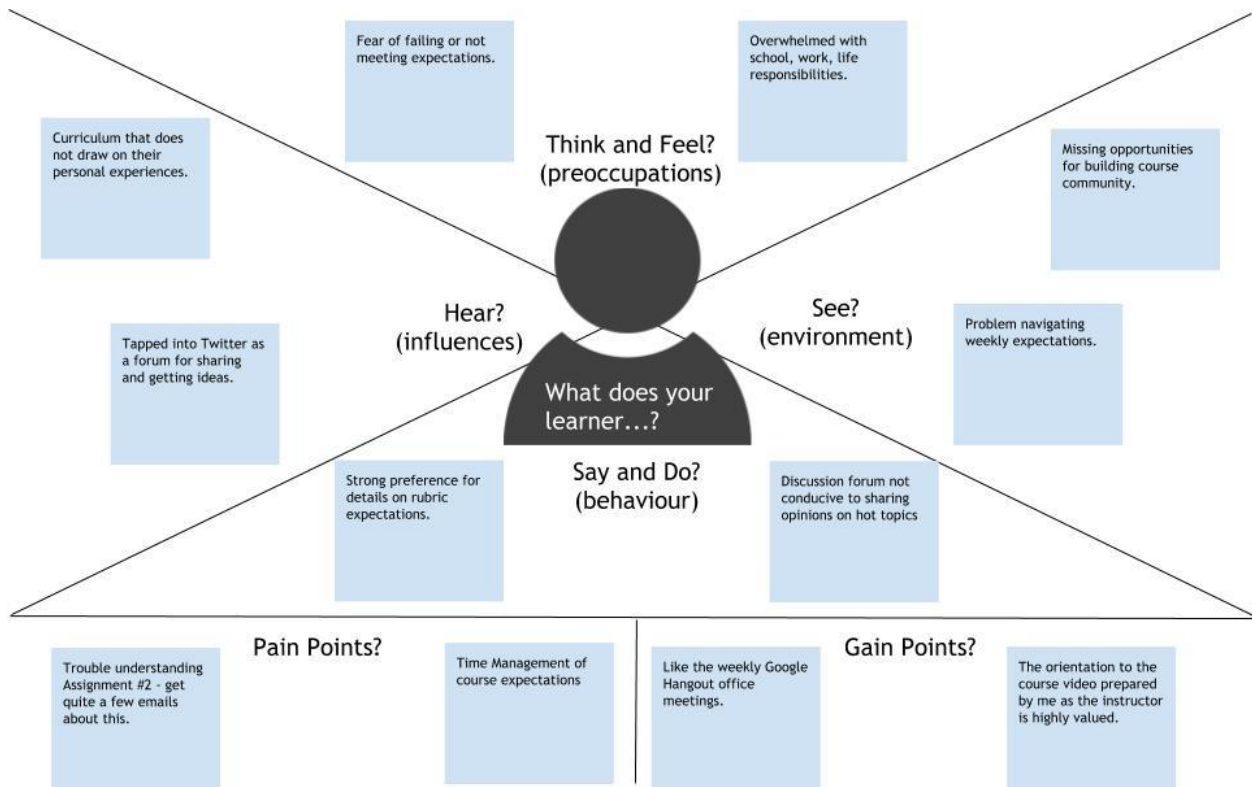 Fear of failing or not
meeting expectations.
Overwhelmed with
school, work, life
responsibilities.
Think and Feel?
(preoccupations)
Curriculum that does
not draw on their
personal experiences.
Missing opportunities
for building course
community.
Hear?
(influences)
See?
(environment)
Tapped into Twitter as
a forum for sharing
and getting ideas.
Problem navigating
weekly expectations.
What does your
learner...?
Say and Do?
(behaviour)
Strong preference for
details on rubric
expectations.
Discussion forum not
conducive to sharing
opinions on hot topics
Pain Points?
Trouble understanding
Assignment #2 - get
quite a few emails
about this.
Time Management of
course expectations
Gain Points?
Like the weekly Google
Hangout office
meetings.
The orientation to the
course video prepared
by me as the instructor
is highly valued.